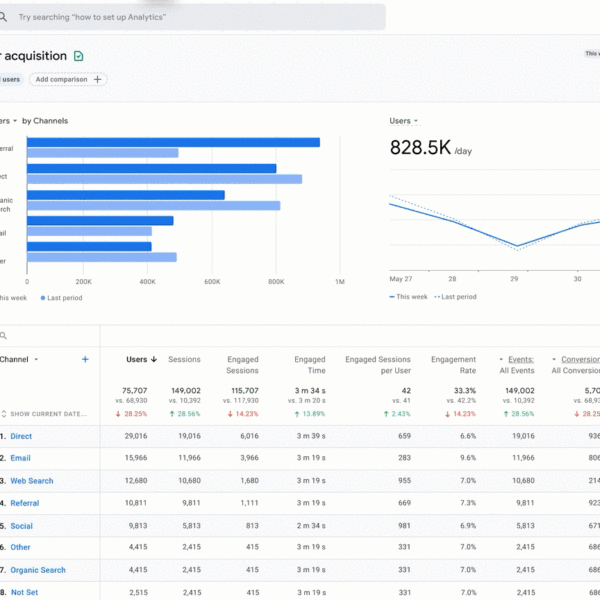 Try searching "how to set up Analytics"
r acquisition
This w
l users Add comparison +
ers by Channels
Users
828.5K /day
erral
ect
anic
rch
ail
er
0 200K 400K 600K 800K 1M
his week Last period
May 27 28 29 30
This week Last period
Channel + Users Sessions Engaged Sessions Engaged Time Engaged Sessions per User Engagement Rate Events: All Events Conversion All Conversion
75,707 149,002 115,707 3 m 34 s 42 33.3% 149,002 5,70
vs. 68,930 vs. 10,392 vs. 117,930 vs. 3 m 20 s vs. 41 vs. 42.2% vs. 10,392 vs. 68,93
SHOW CURRENT DATE... 28.25% 28.56% 14.23% 13.89% 2.43% 14.23% 28.56% 28.25
1. Direct 29,016 19,016 6,016 3 m 39 s 659 6.6% 19,016 936
2. Email 15,966 11,966 3,966 3 m 19 s 283 9.6% 11,966 806
3. Web Search 12,680 10,680 1,680 3 m 19 s 955 7.0% 10,680 214
4. Referral 10,811 9,811 1,111 3 m 19 s 669 7.3% 9,811 923
5. Social 9,813 5,813 813 2 m 34 s 981 6.9% 5,813 671
6. Other 4,415 2,415 415 3 m 19 s 331 7.0% 2,415 686
7. Organic Search 4,415 2,415 415 3 m 19 s 331 7.0% 2,415 686
8. Not Set 2,515 2,415 415 3 m 19 s 331 7.0% 2,415 686